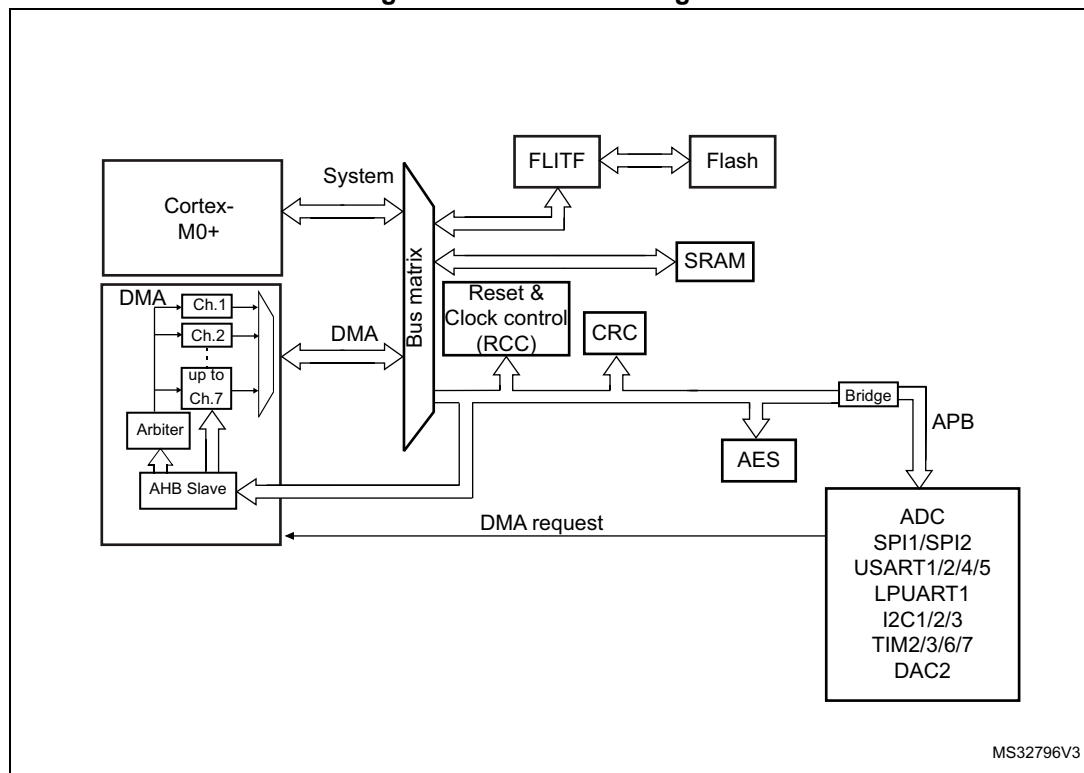 FLITF
Flash
System
Cortex-
M0+
Bus matrix
SRAM
DMA
Ch.1
Ch.2
up to
Ch.7
Arbiter
AHB Slave
DMA
Reset &
Clock control
(RCC)
CRC
Bridge
APB
AES
DMA request
ADC
SPI1/SPI2
USART1/2/4/5
LPUART1
I2C1/2/3
TIM2/3/6/7
DAC2
MS32796V3